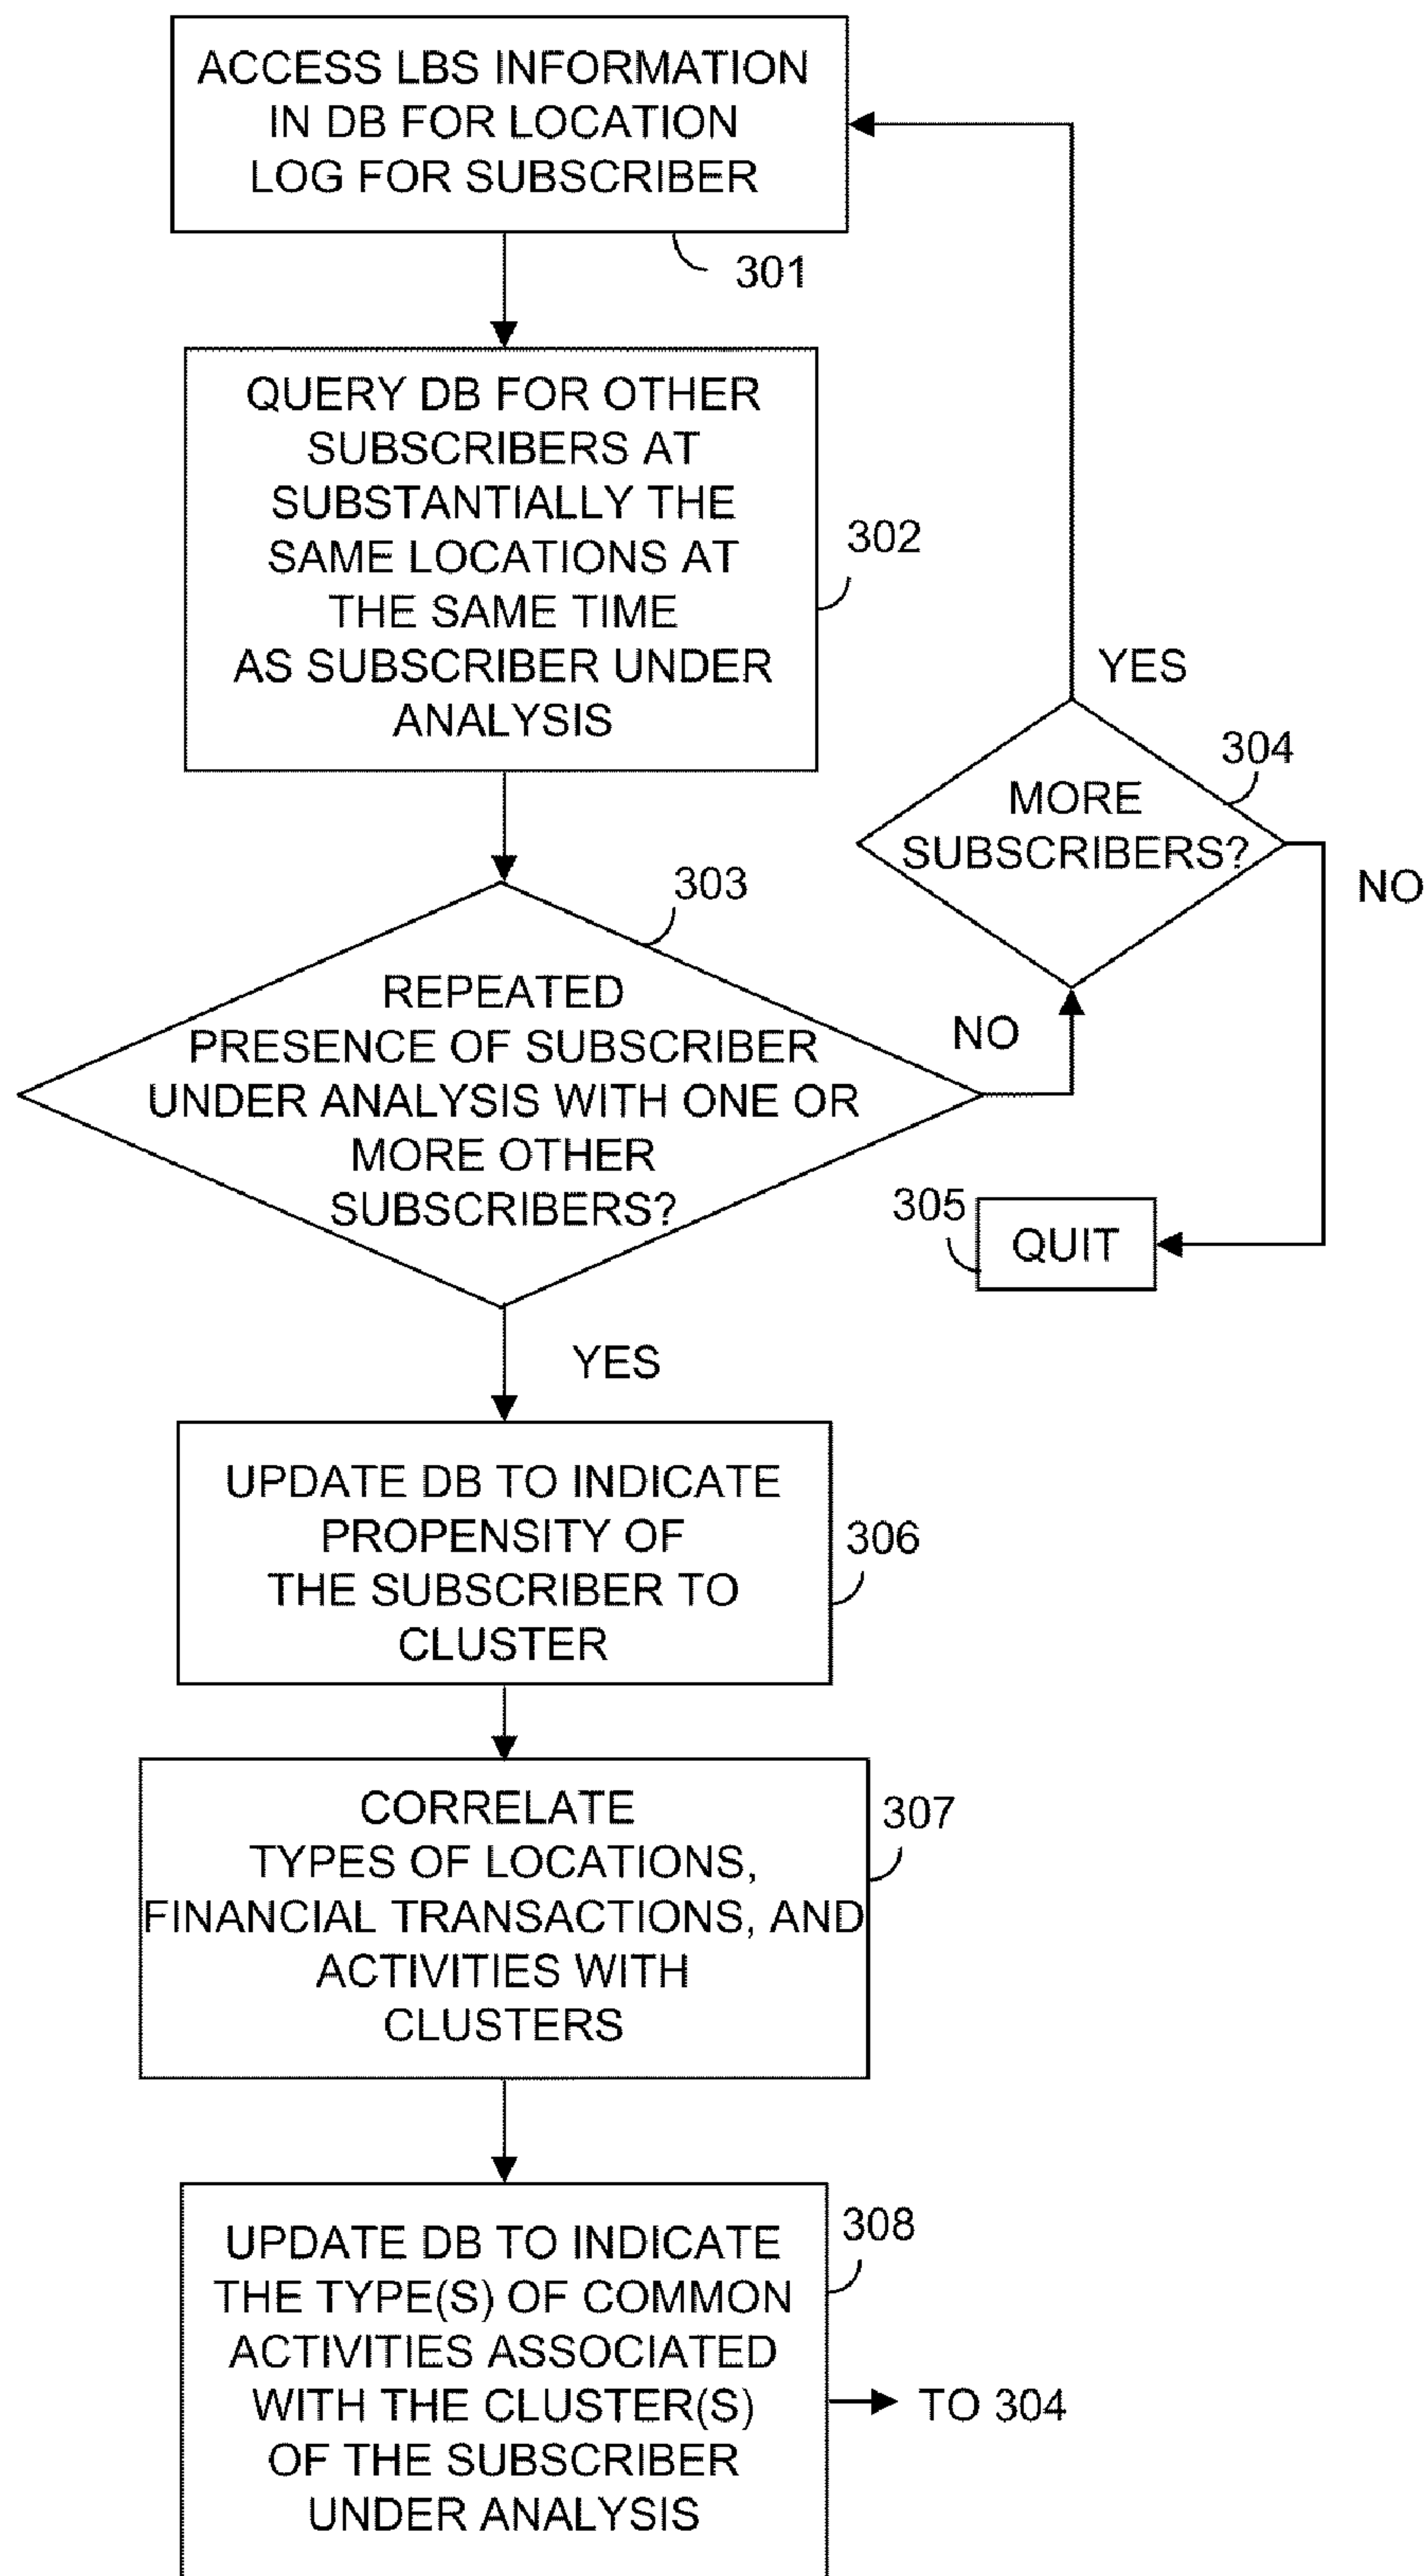 ACCESS LBS INFORMATION
IN DB FOR LOCATION
LOG FOR SUBSCRIBER
301
QUERY DB FOR OTHER
SUBSCRIBERS AT
SUBSTANTIALLY THE
SAME LOCATIONS AT
THE SAME TIME
AS SUBSCRIBER UNDER
ANALYSIS
302
YES
304
MORE
SUBSCRIBERS?
NO
303
REPEATED
PRESENCE OF SUBSCRIBER
UNDER ANALYSIS WITH ONE OR
MORE OTHER
SUBSCRIBERS?
NO
305
QUIT
YES
UPDATE DB TO INDICATE
PROPENSITY OF
THE SUBSCRIBER TO
CLUSTER
306
CORRELATE
TYPES OF LOCATIONS,
FINANCIAL TRANSACTIONS, AND
ACTIVITIES WITH
CLUSTERS
307
UPDATE DB TO INDICATE
THE TYPE(S) OF COMMON
ACTIVITIES ASSOCIATED
WITH THE CLUSTER(S)
OF THE SUBSCRIBER
UNDER ANALYSIS
308
TO 304